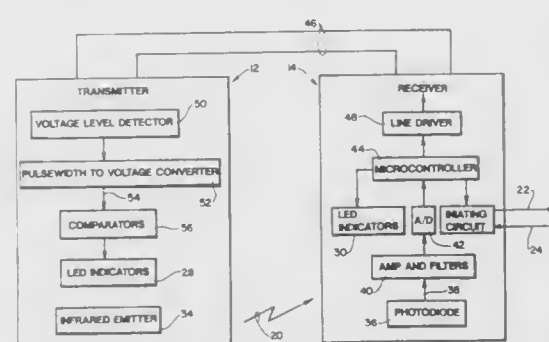 46
12
14
TRANSMITTER
RECEIVER
50
VOLTAGE LEVEL DETECTOR
48
LINE DRIVER
44
PULSEWIDTH TO VOLTAGE CONVERTER
MICROCONTROLLER
54
52
22
COMPARATORS
LED INDICATORS
A/D
CIRCUIT
56
30
42
24
LED INDICATORS
28
AMP AND FILTERS
40
38
INFRARED EMITTER
34
20
36
PHOTODIODE